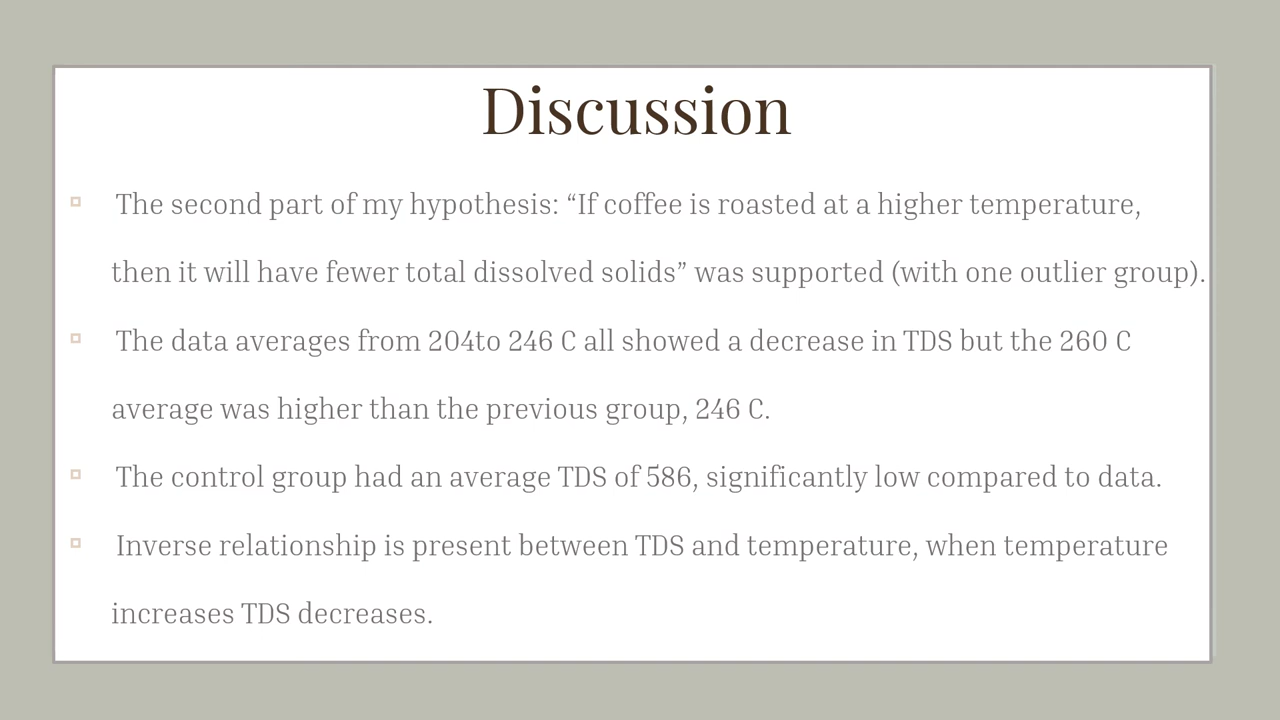 Discussion
The second part of my hypothesis: “If coffee is roasted at a higher temperature,
then it will have fewer total dissolved solids” was supported (with one outlier group).
The data averages from 204to 246 C all showed a decrease in TDS but the 260 C
average was higher than the previous group, 246 C.
The control group had an average TDS of 586, significantly low compared to data.
Inverse relationship is present between TDS and temperature, when temperature
increases TDS decreases.